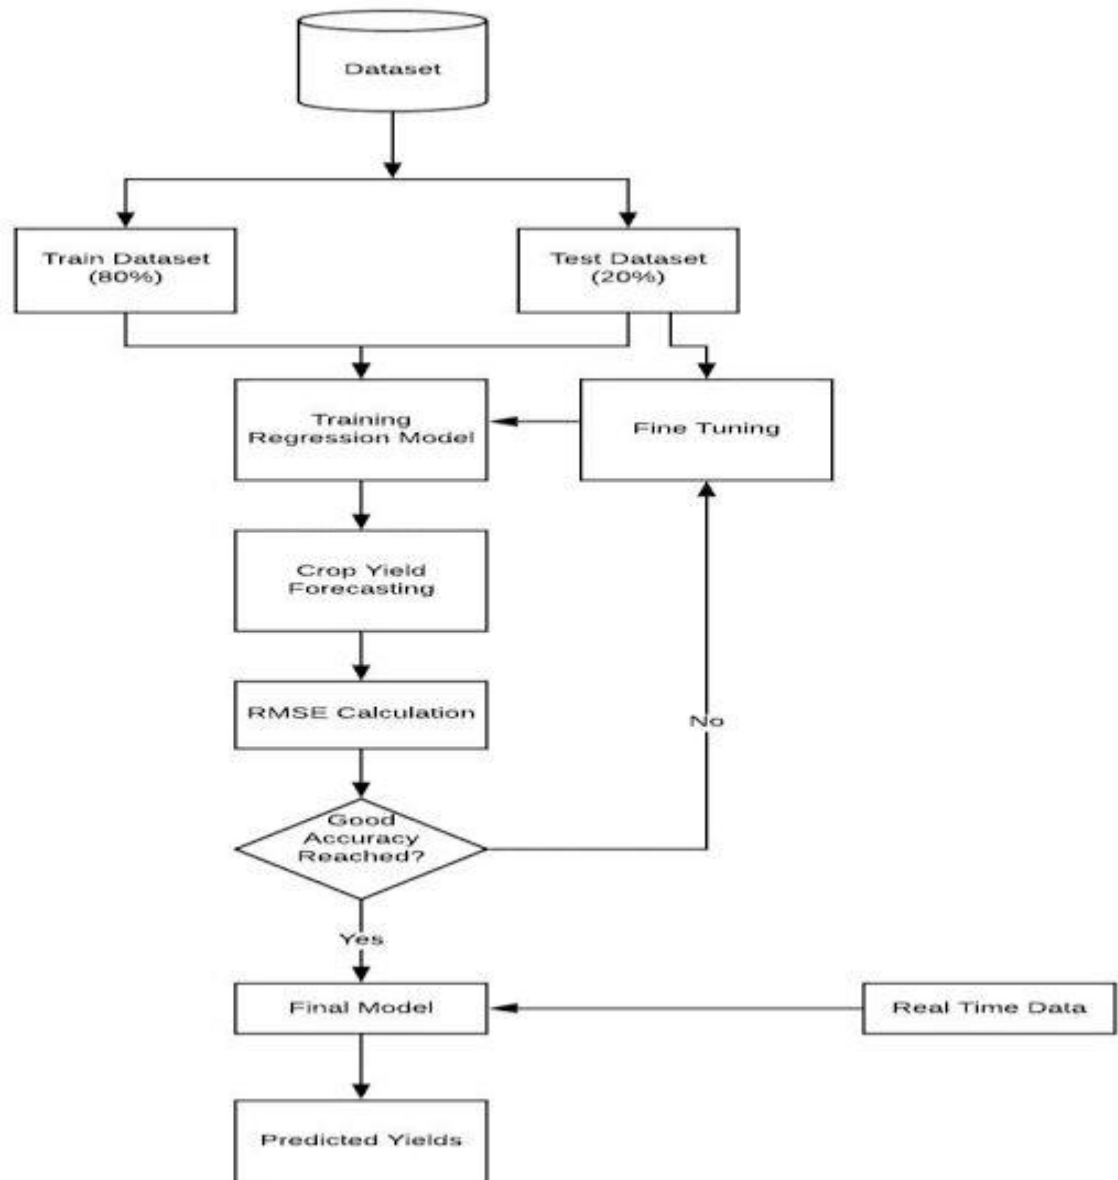 Dataset
Train Dataset
(80%)
Test Dataset
(20%)
Training
Regression Model
Fine Tuning
Crop Yield
Forecasting
RMSE Calculation
No
Good
Accuracy
Reached?
Yes
Final Model
Real Time Data
Predicted Yields